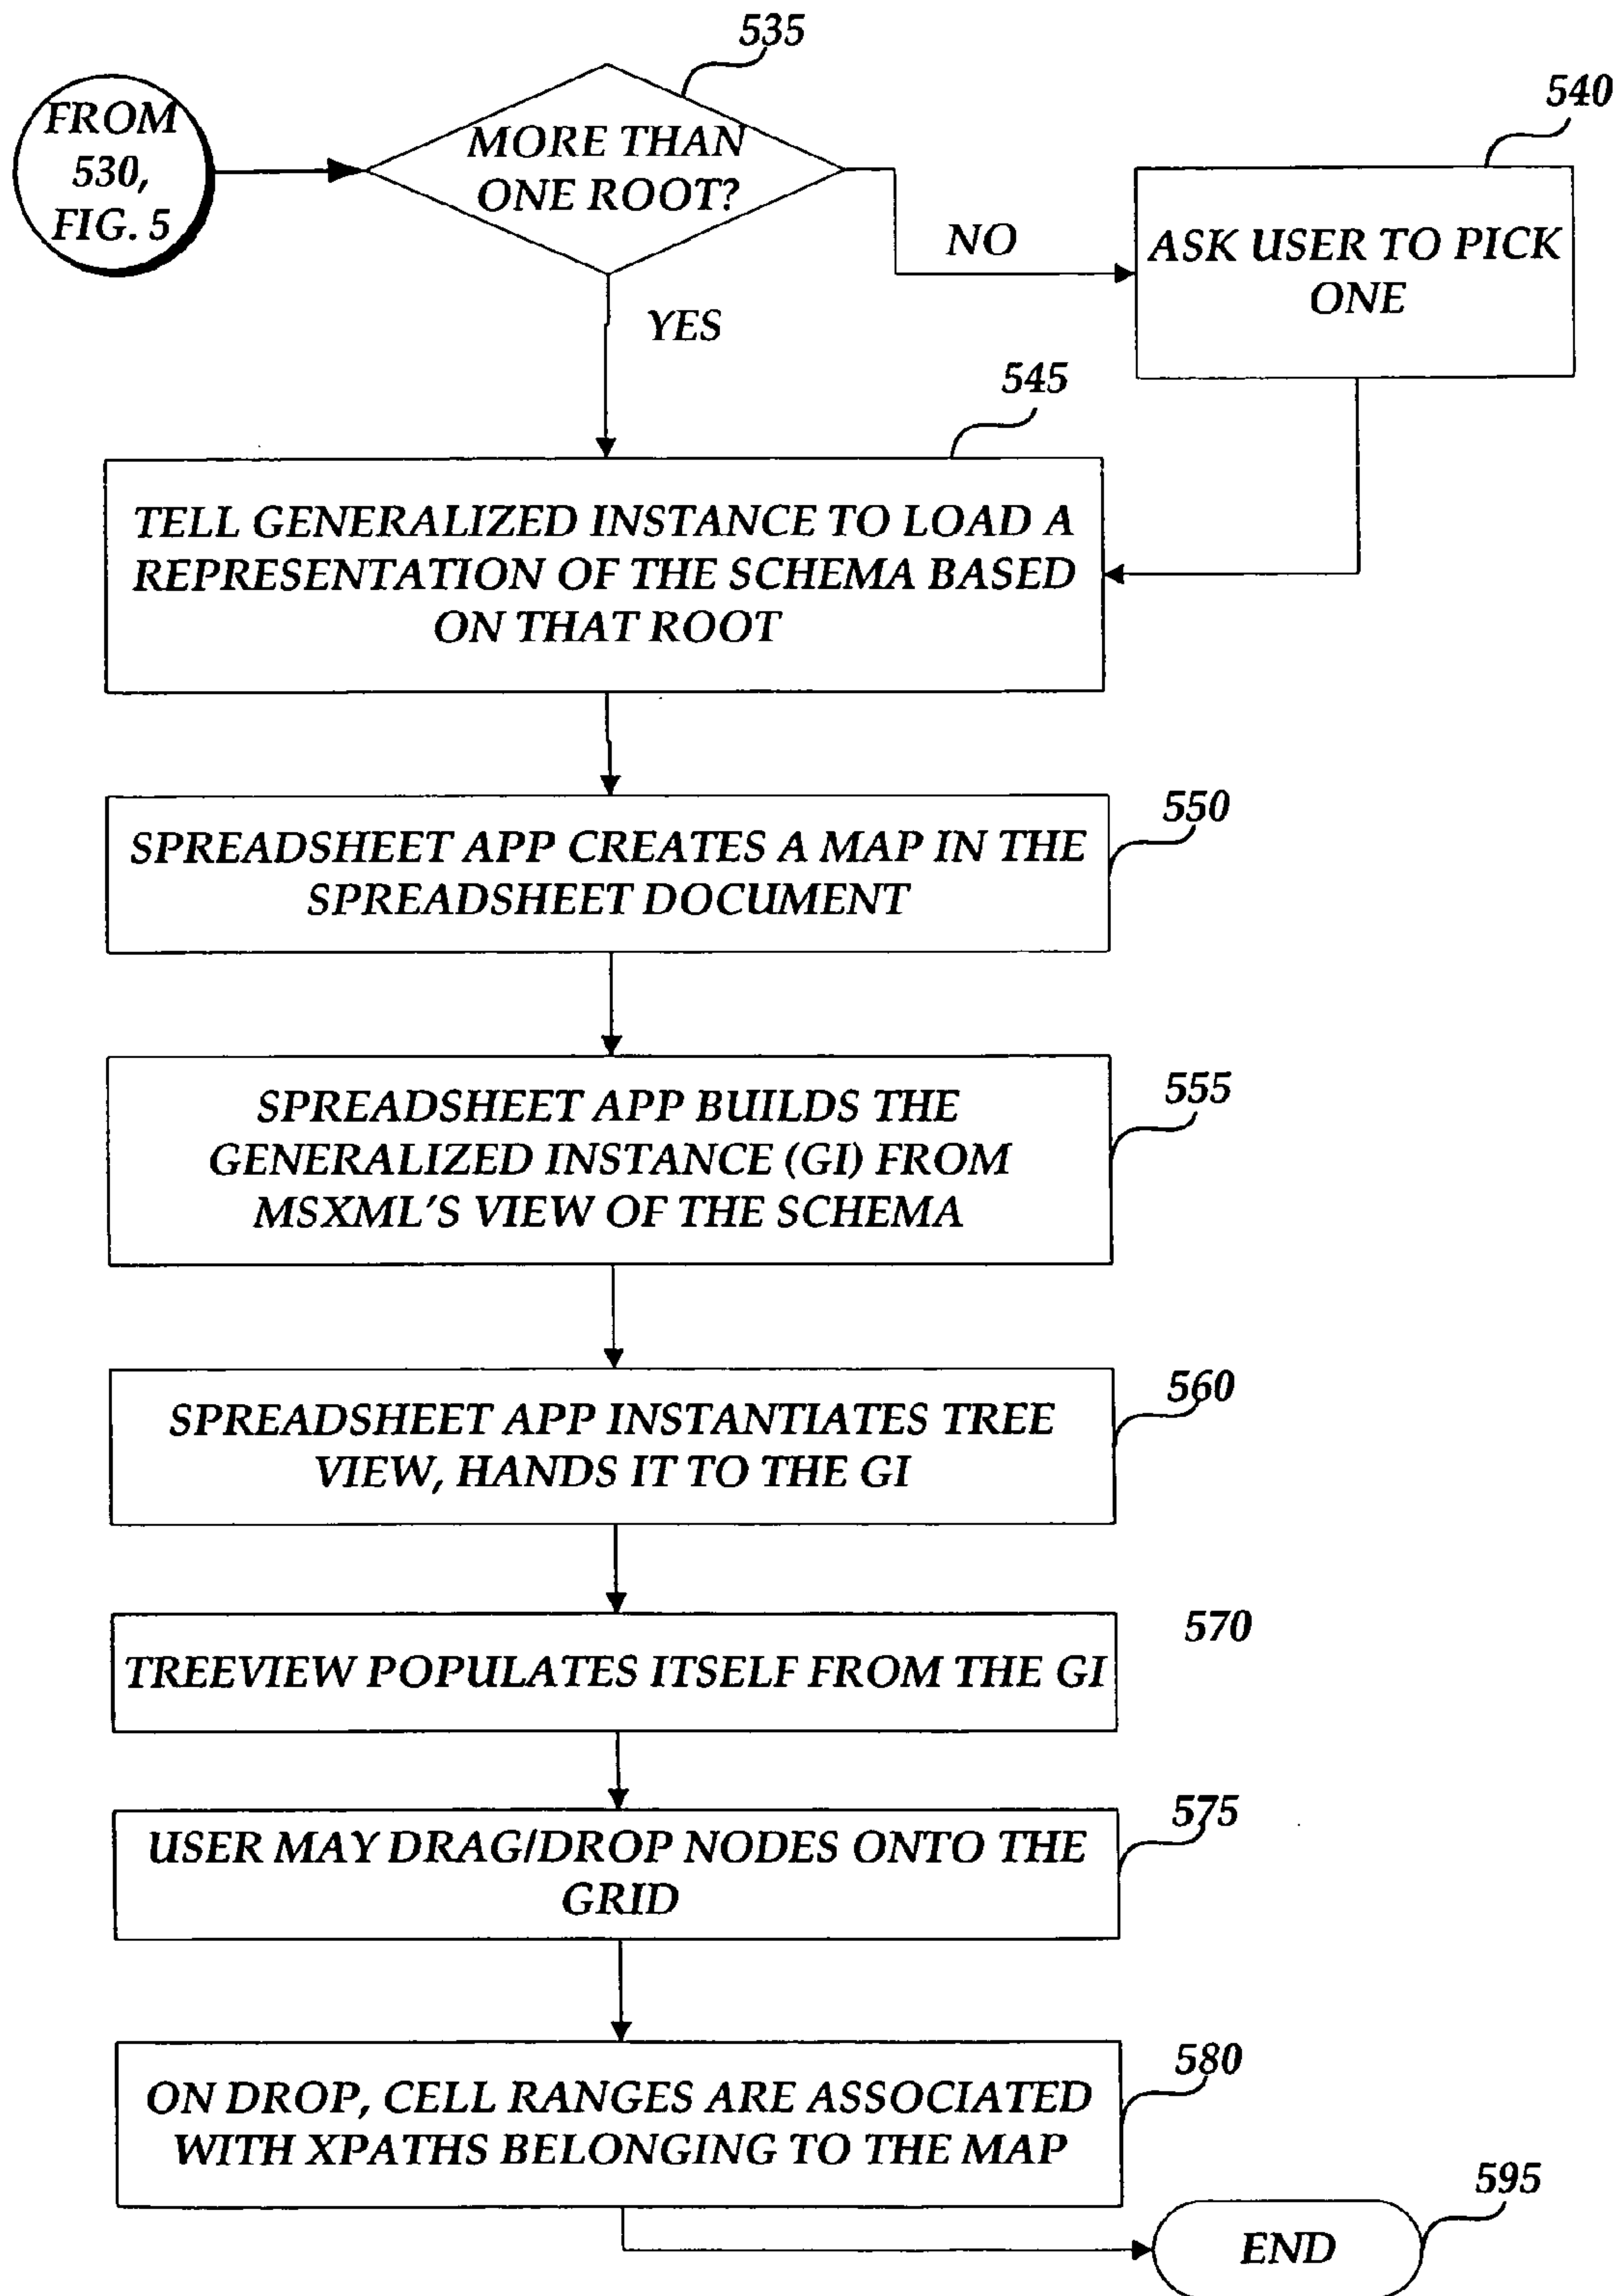 535
FROM
530,
FIG. 5
MORE THAN
ONE ROOT?
540
NO
ASK USER TO PICK
ONE
YES
545
TELL GENERALIZED INSTANCE TO LOAD A
REPRESENTATION OF THE SCHEMA BASED
ON THAT ROOT
550
SPREADSHEET APP CREATES A MAP IN THE
SPREADSHEET DOCUMENT
555
SPREADSHEET APP BUILDS THE
GENERALIZED INSTANCE (GI) FROM
MSXML'S VIEW OF THE SCHEMA
560
SPREADSHEET APP INSTANTIATES TREE
VIEW, HANDS IT TO THE GI
570
TREEVIEW POPULATES ITSELF FROM THE GI
575
USER MAY DRAG/DROP NODES ONTO THE
GRID
580
ON DROP, CELL RANGES ARE ASSOCIATED
WITH XPATHS BELONGING TO THE MAP
595
END